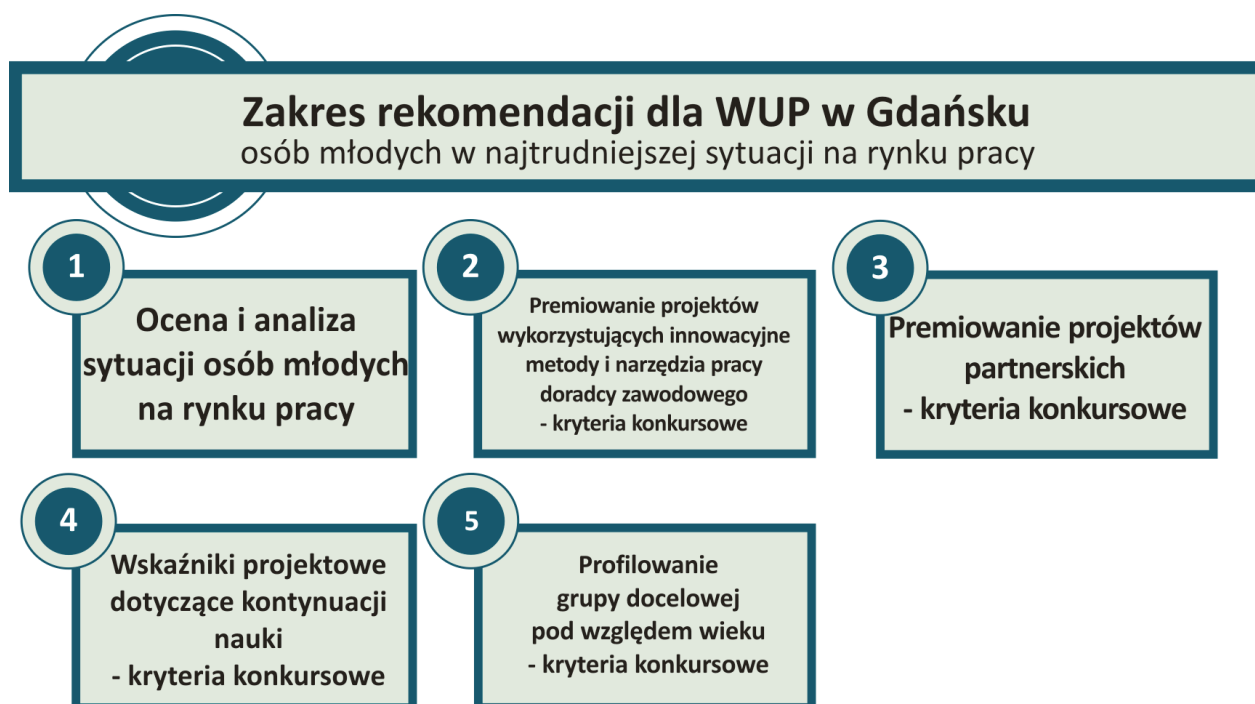 Zakres rekomendacji dla WUP w Gdańsku
osób młodych w najtrudniejszej sytuacji na rynku pracy
1
Ocena i analiza
sytuacji osób młodych
na rynku pracy
2
Premiowanie projektów
wykorzystujących innowacyjne
metody i narzędzia pracy
doradcy zawodowego
- kryteria konkursowe
3
Premiowanie projektów
partnerskich
- kryteria konkursowe
4
Wskaźniki projektowe
dotyczące kontynuacji
nauki
- kryteria konkursowe
5
Profilowanie
grupy docelowej
pod względem wieku
- kryteria konkursowe